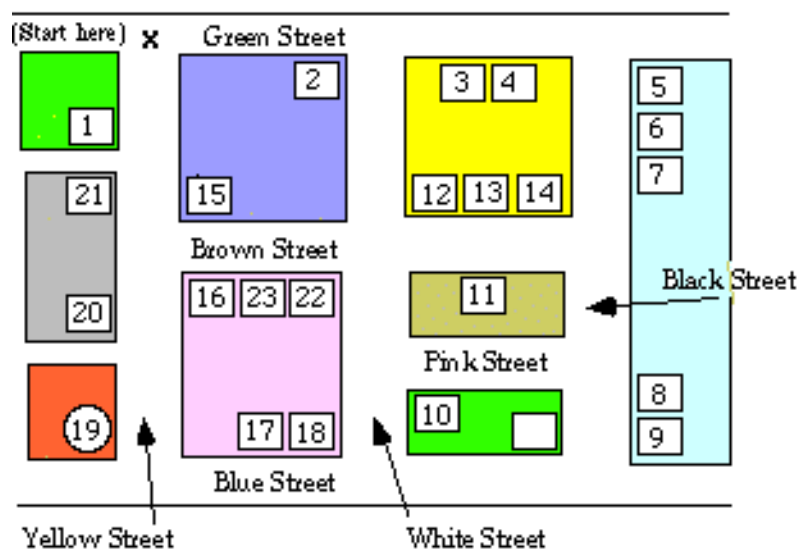 (Start here) x Green Street
2 3 4 5
1 6
7
21 15 12 13 14
Brown Street
16 23 22 11 Black Street
20
Pink Street
8
19 17 18 10 9
Blue Street
Yellow Street White Street